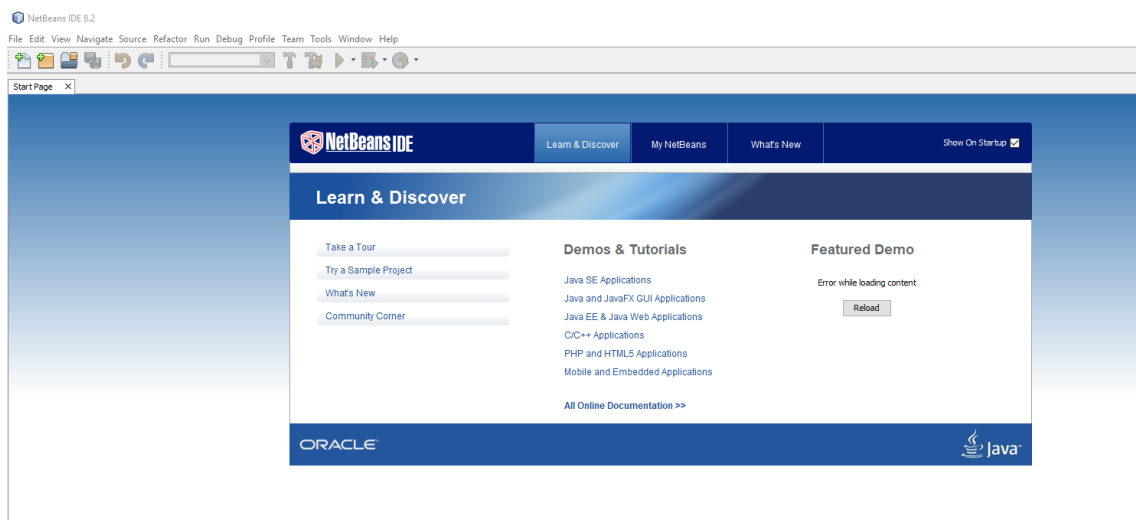 NetBeans IDE 8.2
File Edit View Navigate Source Refactor Run Debug Profile Team Tools Window Help
Start Page
NetBeans IDE
Learn & Discover
My NetBeans
What's New
Show On Startup
Learn & Discover
Take a Tour
Try a Sample Project
What's New
Community Corner
Demos & Tutorials
Java SE Applications
Java and JavaFX GUI Applications
Java EE & Java Web Applications
C/C++ Applications
PHP and HTML5 Applications
Mobile and Embedded Applications
All Online Documentation >>
Featured Demo
Error while loading content
Reload
ORACLE
Java